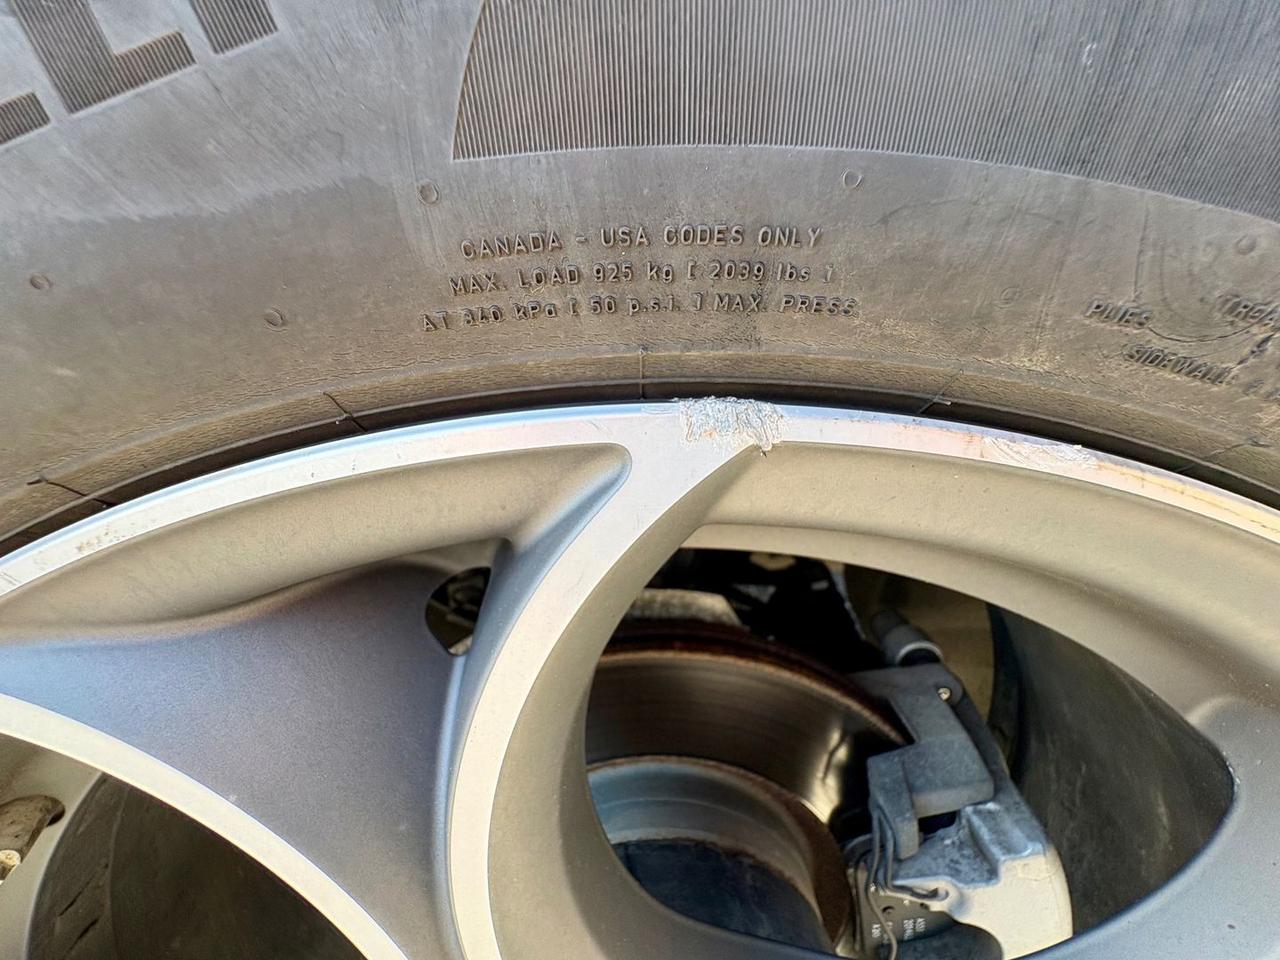 CANADA - USA CODES ONLY
MAX. LOAD 925 kg [ 2039 lbs ]
AT 340 kPa [ 50 p.s.i. ] MAX. PRESS
PLIES
SIDEWALL